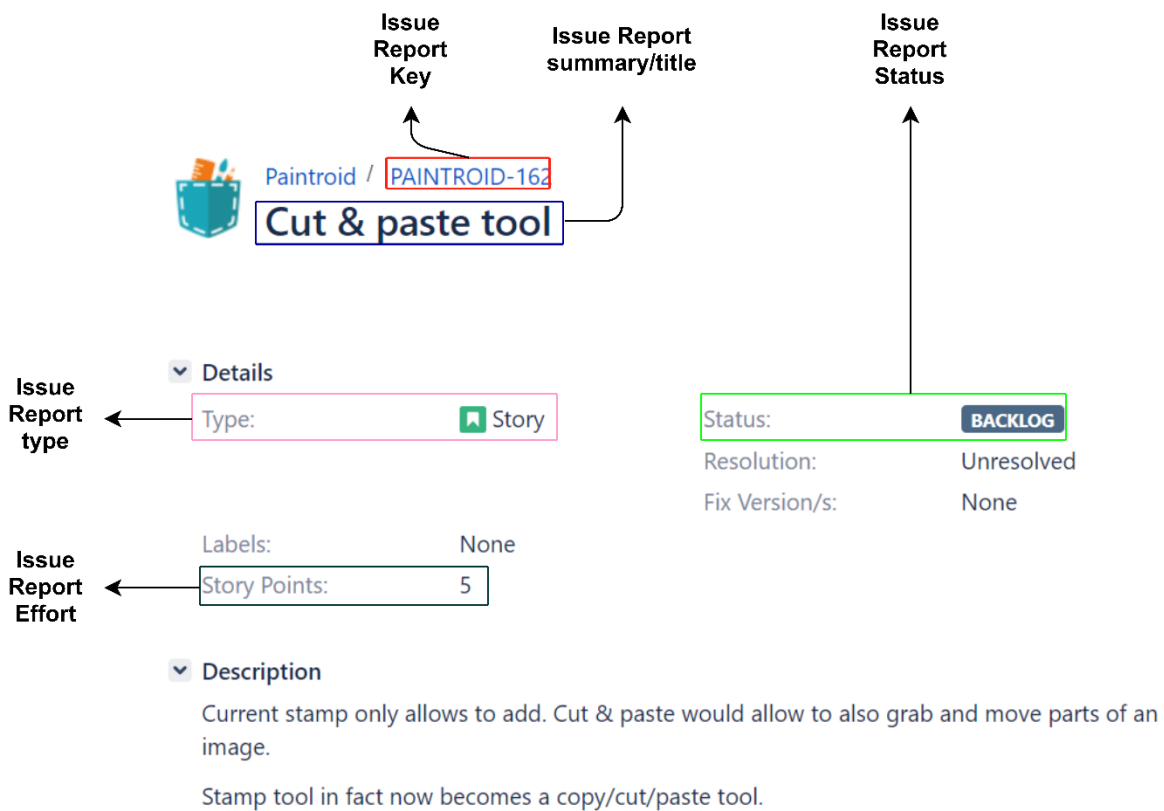 Issue
Report
Key
Issue Report
summary/title
Issue
Report
Status
Paintroid / PAINTROID-162
Cut & paste tool
Details
Issue
Report
type
Type: Story
Status: BACKLOG
Resolution: Unresolved
Fix Version/s: None
Labels: None
Issue
Report
Effort
Story Points: 5
Description
Current stamp only allows to add. Cut & paste would allow to also grab and move parts of an
image.
Stamp tool in fact now becomes a copy/cut/paste tool.